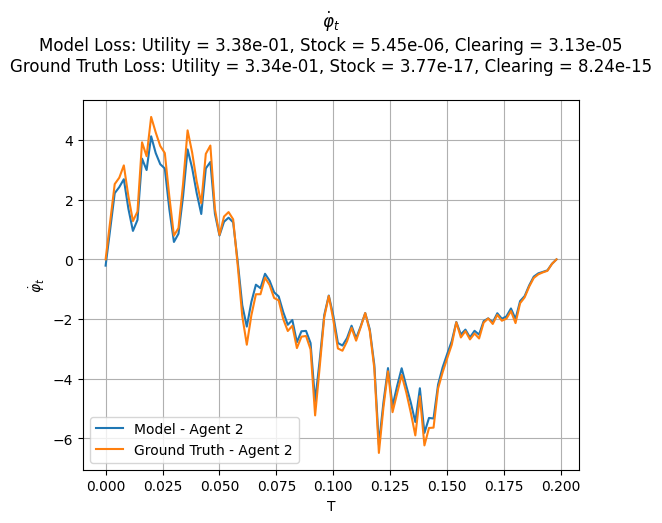 φ̇_t
Model Loss: Utility = 3.38e-01, Stock = 5.45e-06, Clearing = 3.13e-05
Ground Truth Loss: Utility = 3.34e-01, Stock = 3.77e-17, Clearing = 8.24e-15
4
2
0
−2
−4
−6
φ̇_t
Model - Agent 2
Ground Truth - Agent 2
0.000 0.025 0.050 0.075 0.100 0.125 0.150 0.175 0.200
T